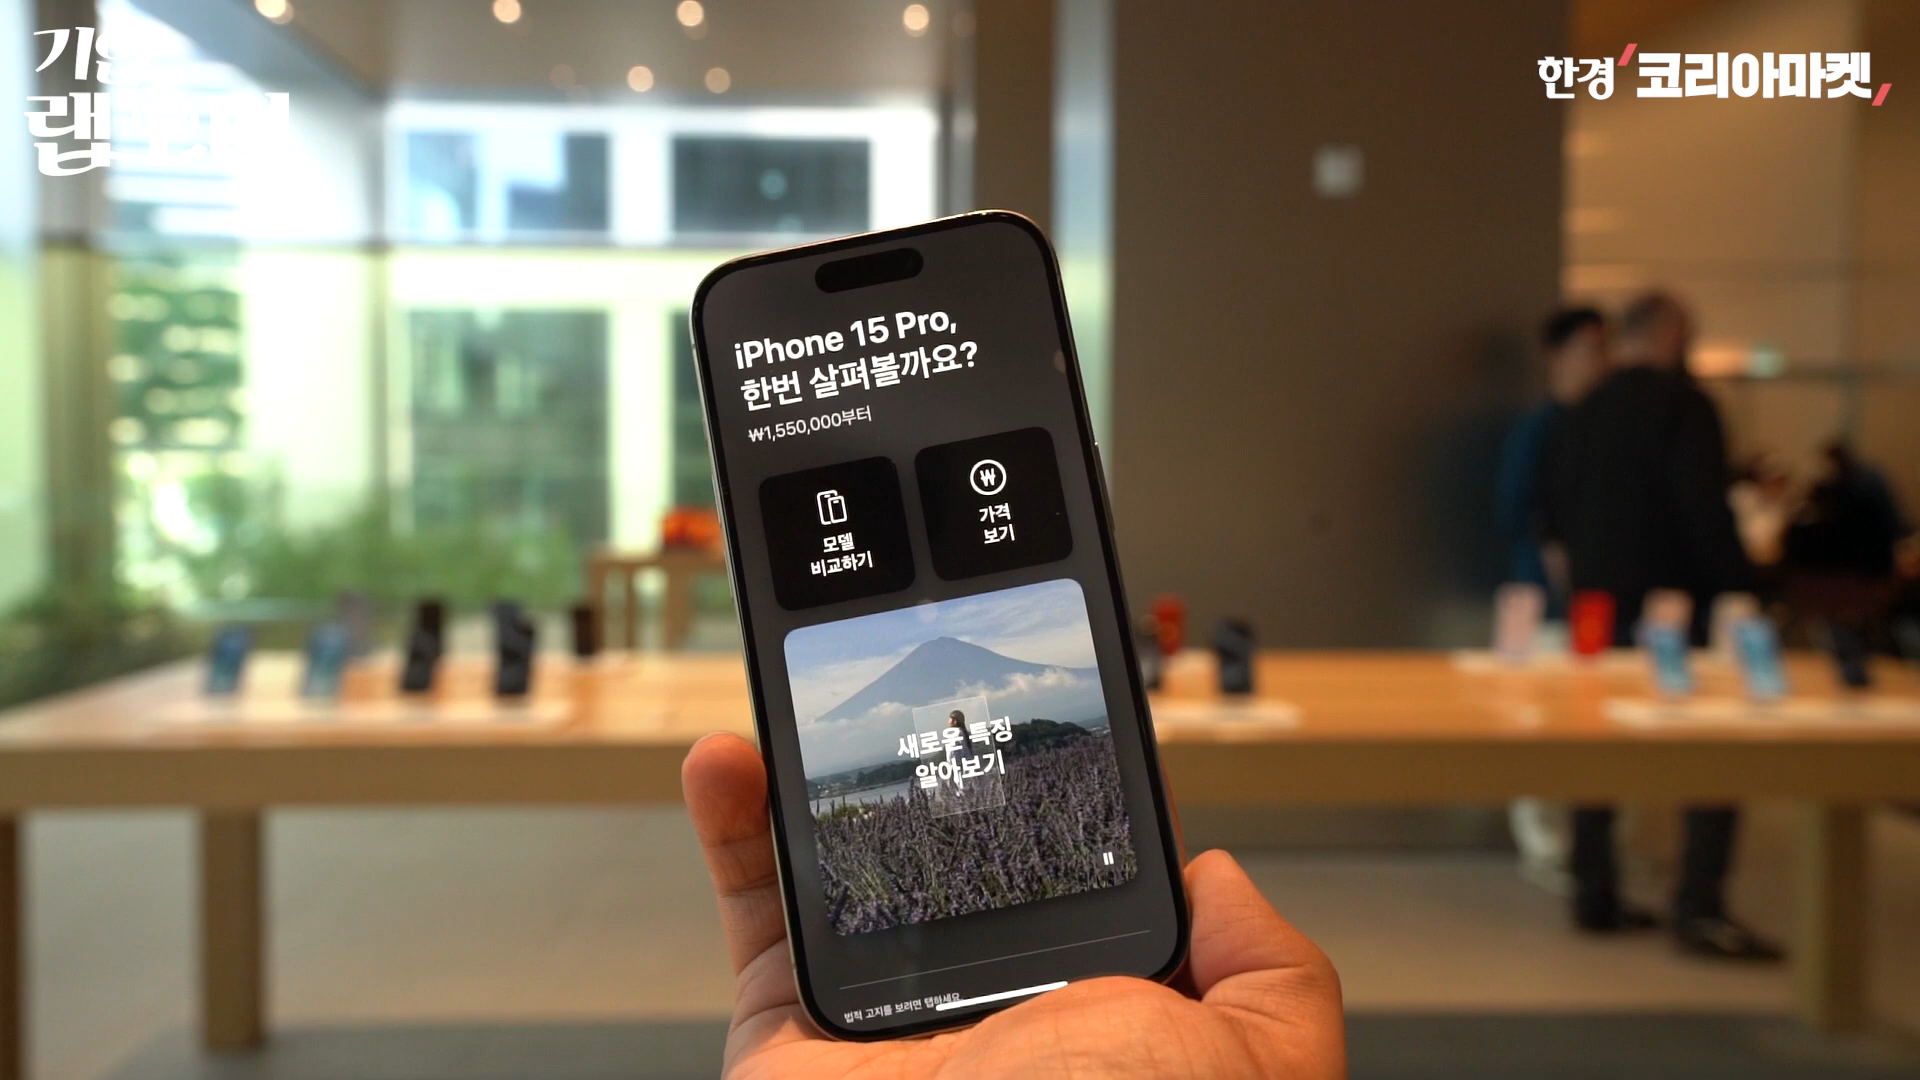 한경 코리아마켓
iPhone 15 Pro,
한번 살펴볼까요?
₩1,550,000부터
모델
비교하기
₩
가격
보기
새로운 특징
알아보기
법적 고지를 보려면 탭하세요.